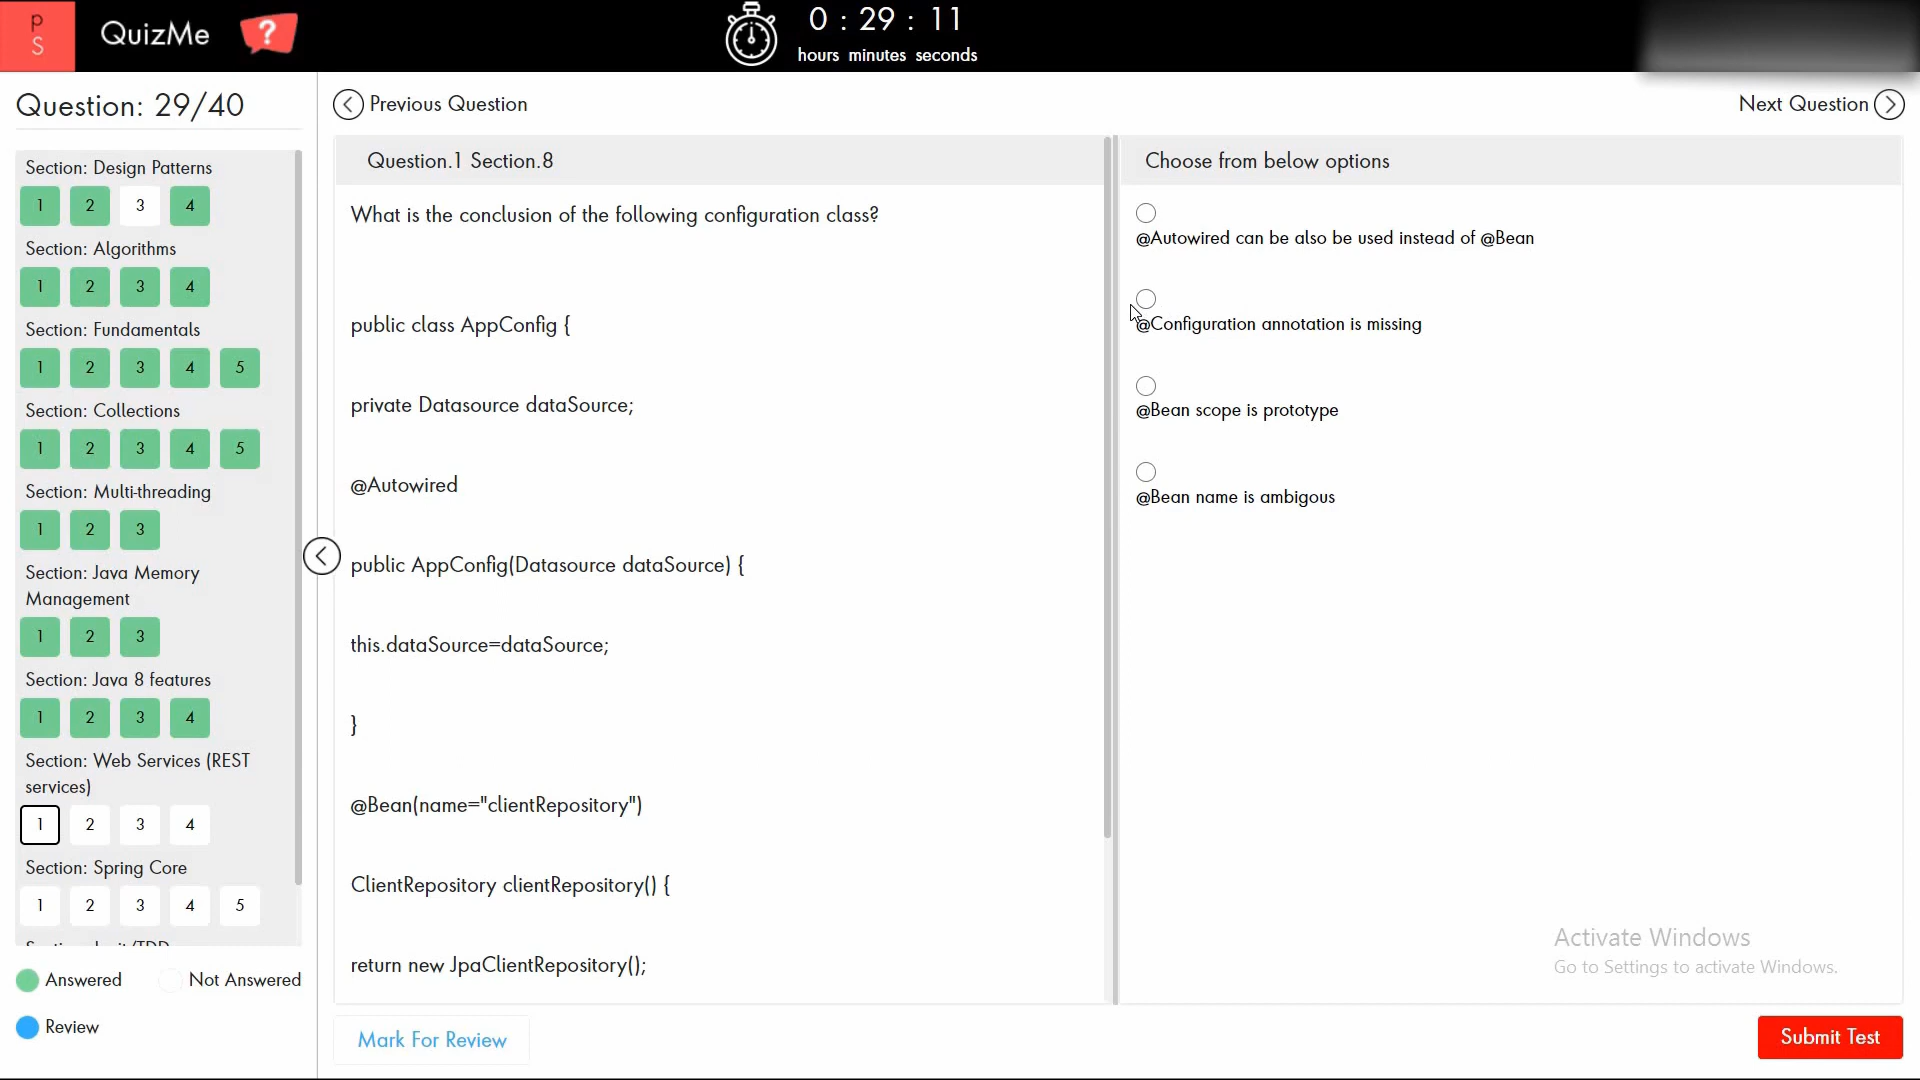 p
S
QuizMe
?
0 : 29 : 11
hours minutes seconds
Question: 29/40
Previous Question
Next Question
Section: Design Patterns
1 2 3 4
Section: Algorithms
1 2 3 4
Section: Fundamentals
1 2 3 4 5
Section: Collections
1 2 3 4 5
Section: Multi-threading
1 2 3
Section: Java Memory
Management
1 2 3
Section: Java 8 features
1 2 3 4
Section: Web Services (REST
services)
1 2 3 4
Section: Spring Core
1 2 3 4 5
Answered
Not Answered
Review
Question.1 Section.8
What is the conclusion of the following configuration class?
public class AppConfig {
private Datasource dataSource;
@Autowired
public AppConfig(Datasource dataSource) {
this.dataSource=dataSource;
}
@Bean(name="clientRepository")
ClientRepository clientRepository() {
return new JpaClientRepository();
Mark For Review
Choose from below options
@Autowired can be also be used instead of @Bean
@Configuration annotation is missing
@Bean scope is prototype
@Bean name is ambigous
Activate Windows
Go to Settings to activate Windows.
Submit Test